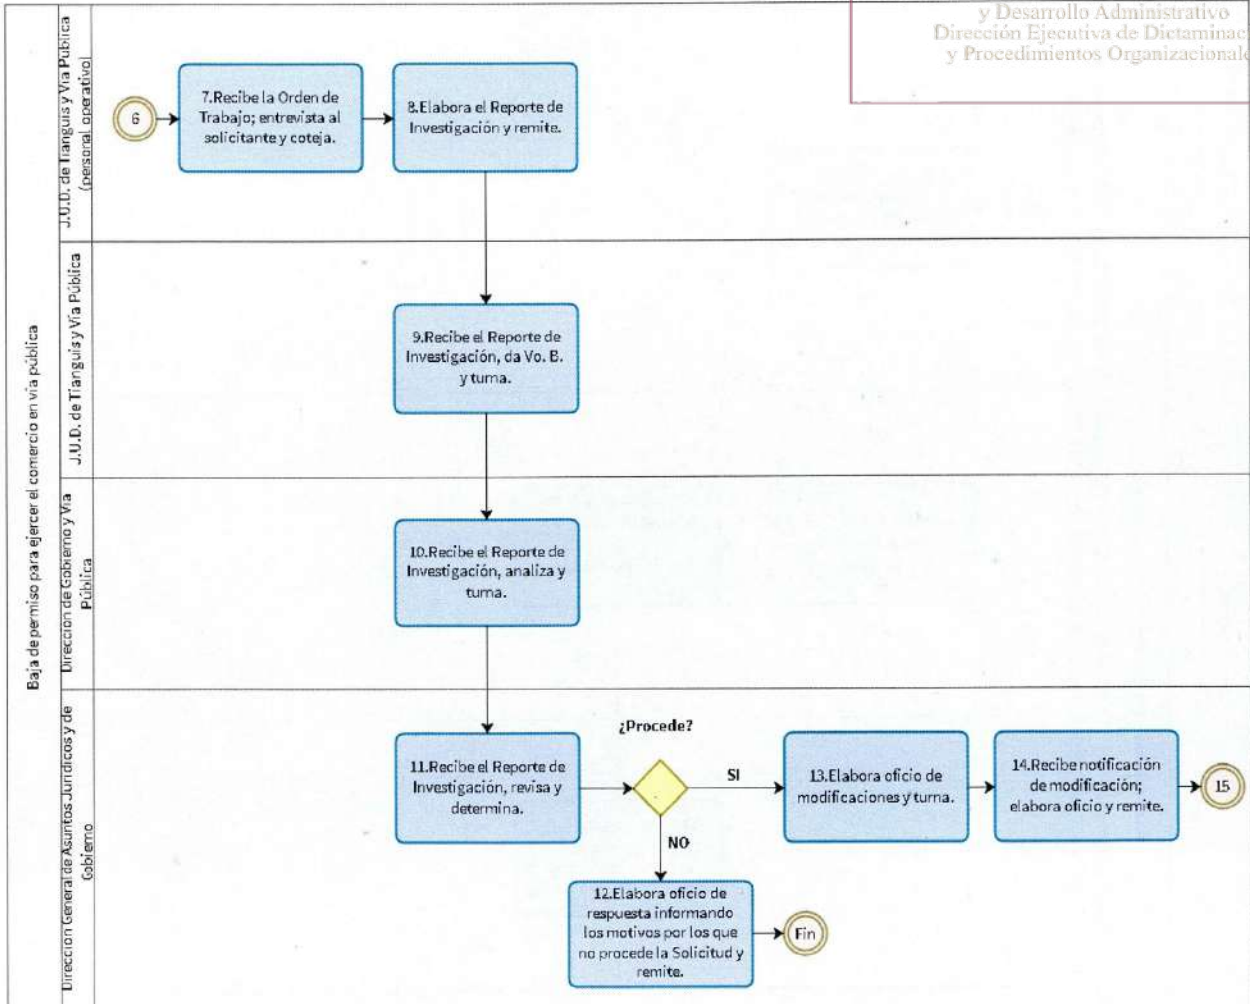 y Desarrollo Administrativo
Dirección Ejecutiva de Dictaminac
y Procedimientos Organizacional
Baja de permiso para ejercer el comercio en vía pública
J.U.D. de Tianguis y Vía Pública
(personal operativo)
6
7.Recibe la Orden de
Trabajo; entrevista al
solicitante y coteja.
8.Elabora el Reporte de
Investigación y remite.
J.U.D. de Tianguis y Vía Pública
9.Recibe el Reporte de
Investigación, da Vo. B.
y turna.
Dirección de Gobierno y Vía
Pública
10.Recibe el Reporte de
Investigación, analiza y
turna.
Dirección General de Asuntos Jurídicos y de
Gobierno
11.Recibe el Reporte de
Investigación, revisa y
determina.
¿Procede?
SI
13.Elabora oficio de
modificaciones y turna.
14.Recibe notificación
de modificación;
elabora oficio y remite.
15
NO
12.Elabora oficio de
respuesta informando
los motivos por los que
no procede la Solicitud y
remite.
Fin